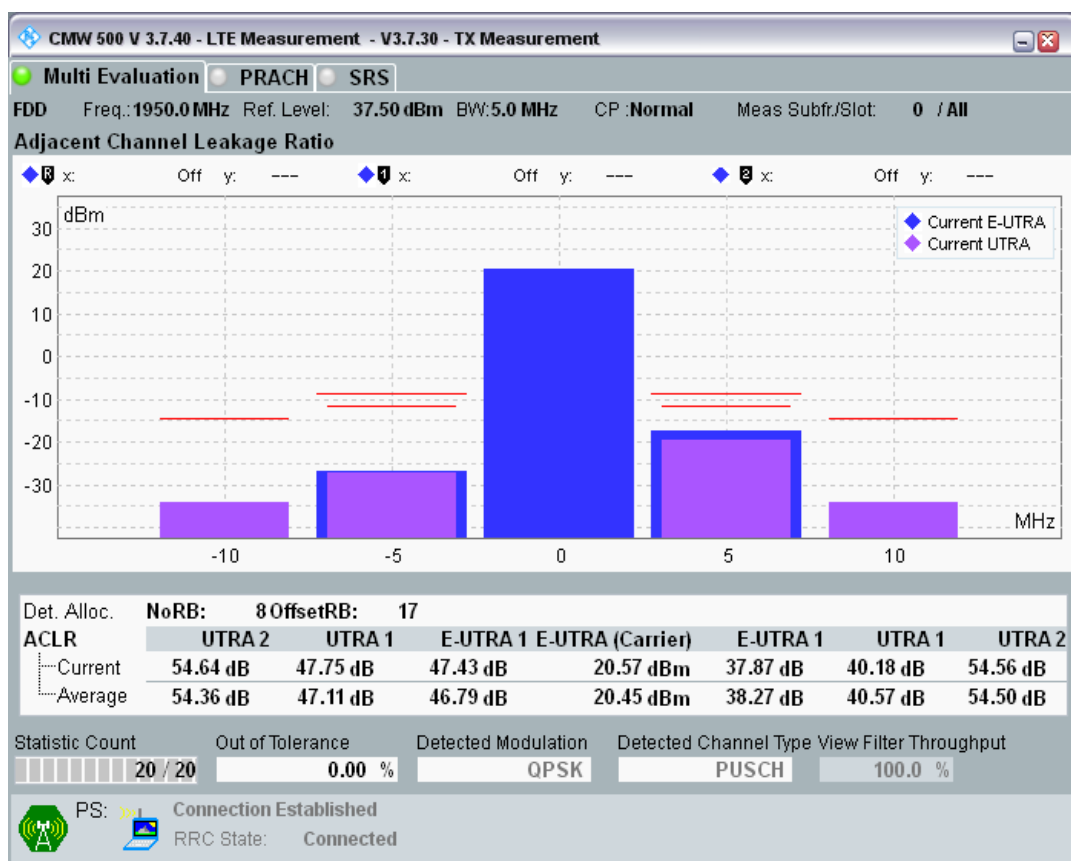 CMW 500 V 3.7.40 - LTE Measurement - V3.7.30 - TX Measurement
Multi Evaluation PRACH SRS
FDD Freq.: 1950.0 MHz Ref. Level: 37.50 dBm BW: 5.0 MHz CP : Normal Meas Subfr./Slot: 0 / All
Adjacent Channel Leakage Ratio
R x: Off y: --- 1 x: Off y: --- 2 x: Off y: ---
dBm
Current E-UTRA
Current UTRA
30
20
10
0
-10
-20
-30
MHz
-10 -5 0 5 10
Det. Alloc. NoRB: 8 OffsetRB: 17
ACLR UTRA 2 UTRA 1 E-UTRA 1 E-UTRA (Carrier) E-UTRA 1 UTRA 1 UTRA 2
Current 54.64 dB 47.75 dB 47.43 dB 20.57 dBm 37.87 dB 40.18 dB 54.56 dB
Average 54.36 dB 47.11 dB 46.79 dB 20.45 dBm 38.27 dB 40.57 dB 54.50 dB
Statistic Count Out of Tolerance Detected Modulation Detected Channel Type View Filter Throughput
20 / 20 0.00 % QPSK PUSCH 100.0 %
PS: Connection Established
RRC State: Connected